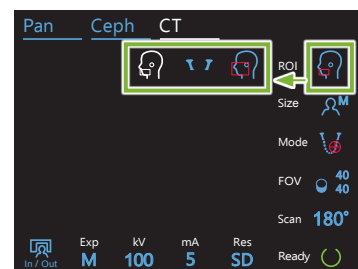 Pan Ceph CT
ROI
Size M
Mode
FOV 40
40
Scan 180°
In / Out
Exp kV mA Res
M 100 5 SD
Ready